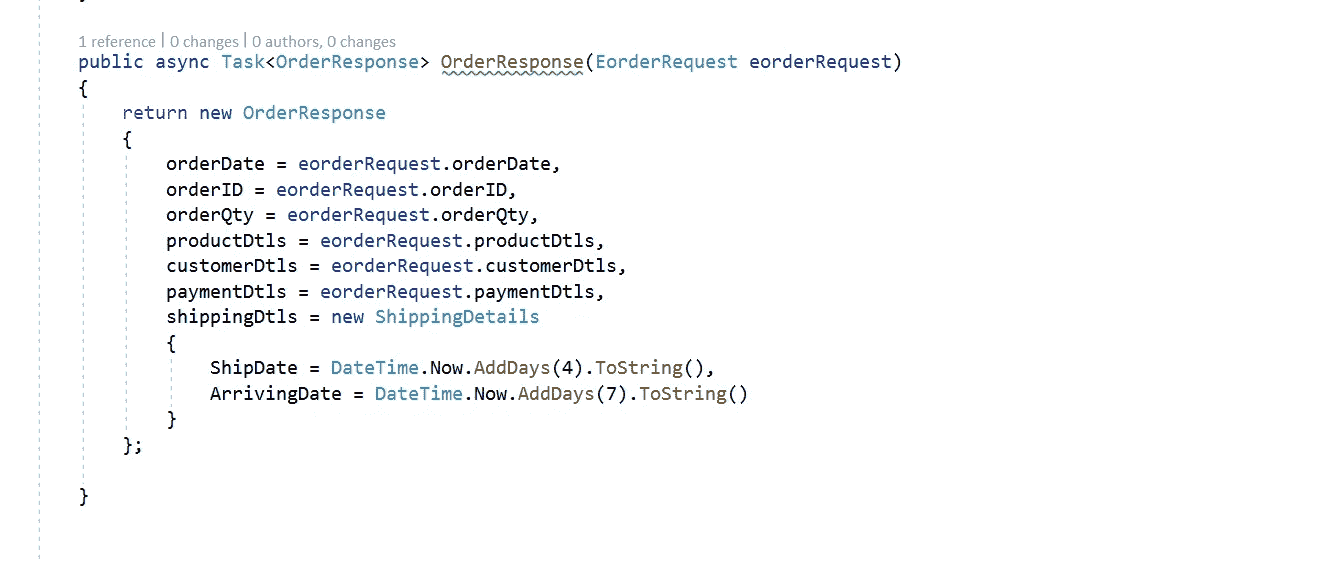 1 reference | 0 changes | 0 authors, 0 changes
public async Task<OrderResponse> OrderResponse(EorderRequest eorderRequest)
{
return new OrderResponse
{
orderDate = eorderRequest.orderDate,
orderID = eorderRequest.orderID,
orderQty = eorderRequest.orderQty,
productDtls = eorderRequest.productDtls,
customerDtls = eorderRequest.customerDtls,
paymentDtls = eorderRequest.paymentDtls,
shippingDtls = new ShippingDetails
{
ShipDate = DateTime.Now.AddDays(4).ToString(),
ArrivingDate = DateTime.Now.AddDays(7).ToString()
}
};
}